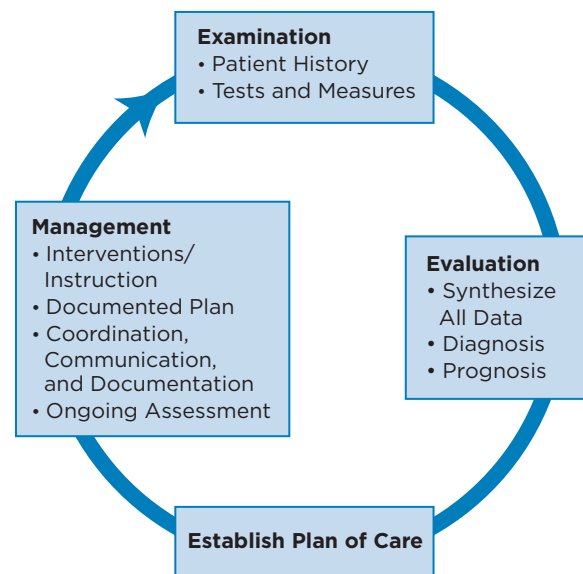 Examination
• Patient History
• Tests and Measures
Evaluation
• Synthesize
All Data
• Diagnosis
• Prognosis
Establish Plan of Care
Management
• Interventions/
Instruction
• Documented Plan
• Coordination,
Communication,
and Documentation
• Ongoing Assessment